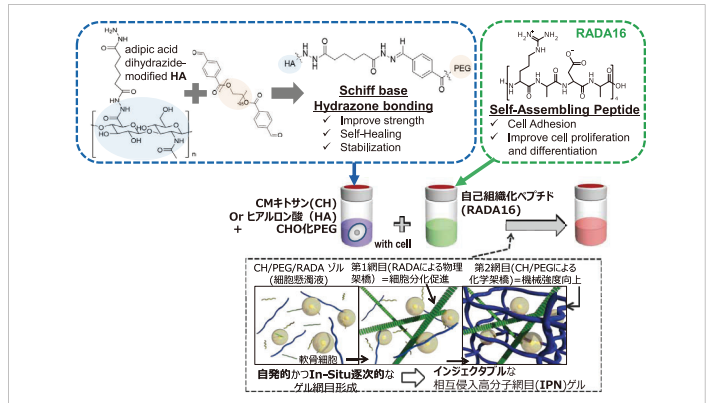 adipic acid
dihydrazide-
modified HA
HA
PEG
Schiff base
Hydrazone bonding
✓ Improve strength
✓ Self-Healing
✓ Stabilization
RADA16
Self-Assembling Peptide
✓ Cell Adhesion
✓ Improve cell proliferation
and differentiation
CMキトサン(CH)
Or ヒアルロン酸（HA）
+ CHO化PEG
with cell
自己組織化ペプチド
(RADA16)
CH/PEG/RADA ゾル
(細胞懸濁液)
第1網目(RADAによる物理
架橋）=細胞分化促進
第2網目(CH/PEGによる
化学架橋)=機械強度向上
軟骨細胞
自発的かつIn-Situ逐次的な
ゲル網目形成
インジェクタブルな
相互侵入高分子網目(IPN)ゲル